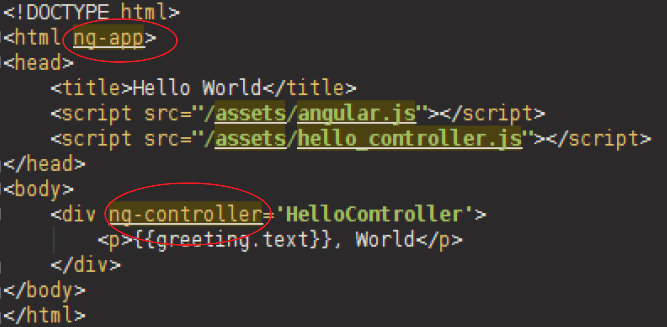 <!DOCTYPE html>
<html ng-app>
<head>
    <title>Hello World</title>
    <script src="/assets/angular.js"></script>
    <script src="/assets/hello_controller.js"></script>
</head>
<body>
    <div ng-controller='HelloController'>
        <p>{{greeting.text}}, World</p>
    </div>
</body>
</html>